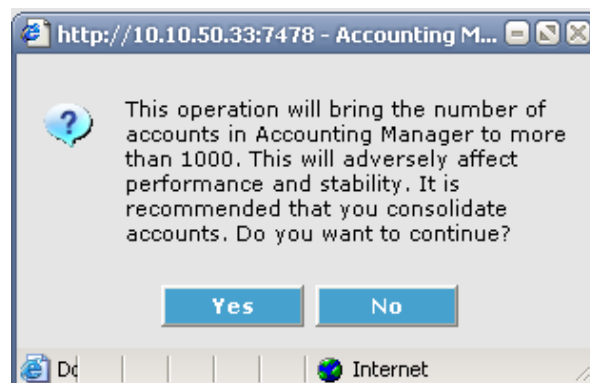 http://10.10.50.33:7478 - Accounting M...
This operation will bring the number of
accounts in Accounting Manager to more
than 1000. This will adversely affect
performance and stability. It is
recommended that you consolidate
accounts. Do you want to continue?
Yes No
Internet